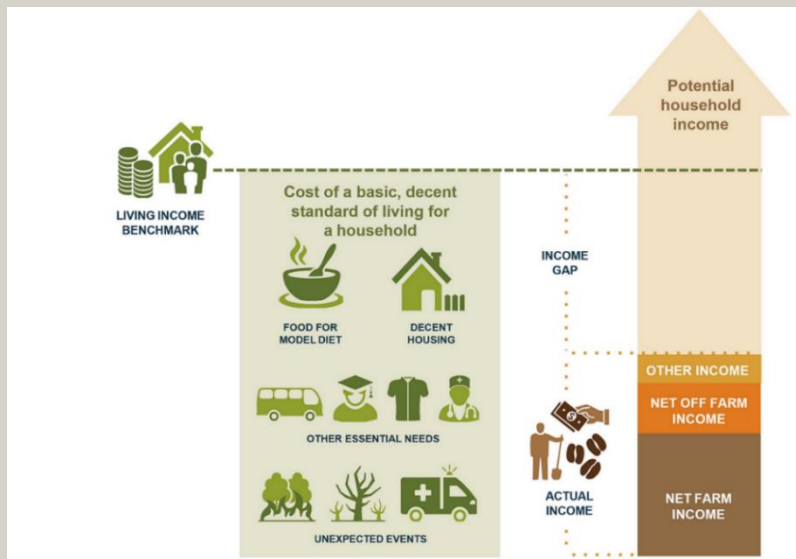 Potential
household
income
LIVING INCOME
BENCHMARK
Cost of a basic, decent
standard of living for
a household
FOOD FOR
MODEL DIET
DECENT
HOUSING
OTHER ESSENTIAL NEEDS
UNEXPECTED EVENTS
INCOME
GAP
ACTUAL
INCOME
OTHER INCOME
NET OFF FARM
INCOME
NET FARM
INCOME